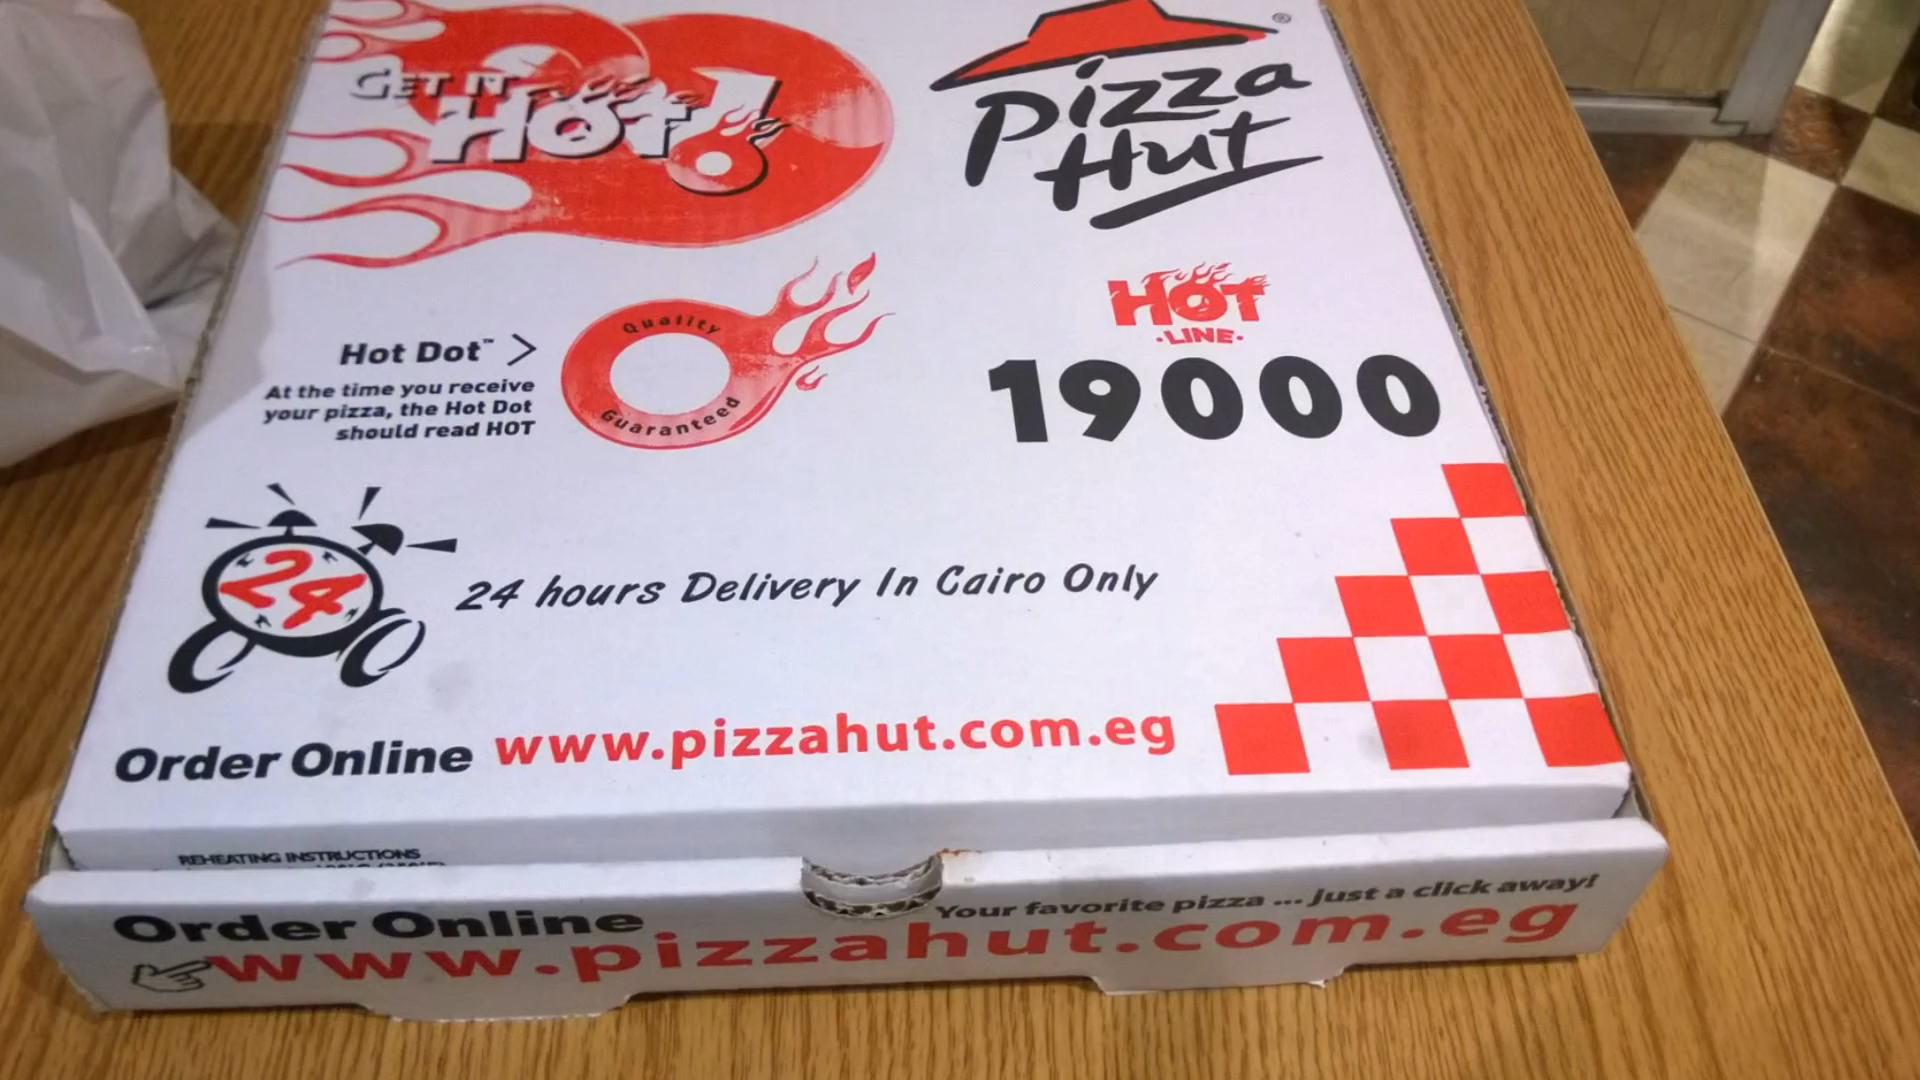 GET IT
HOT!
Pizza
Hut
®
Hot Dot™ >
At the time you receive
your pizza, the Hot Dot
should read HOT
Quality
Guaranteed
HOT
·LINE·
19000
24
24 hours Delivery In Cairo Only
Order Online www.pizzahut.com.eg
REHEATING INSTRUCTIONS
Order Online
Your favorite pizza ... just a click away!
www.pizzahut.com.eg